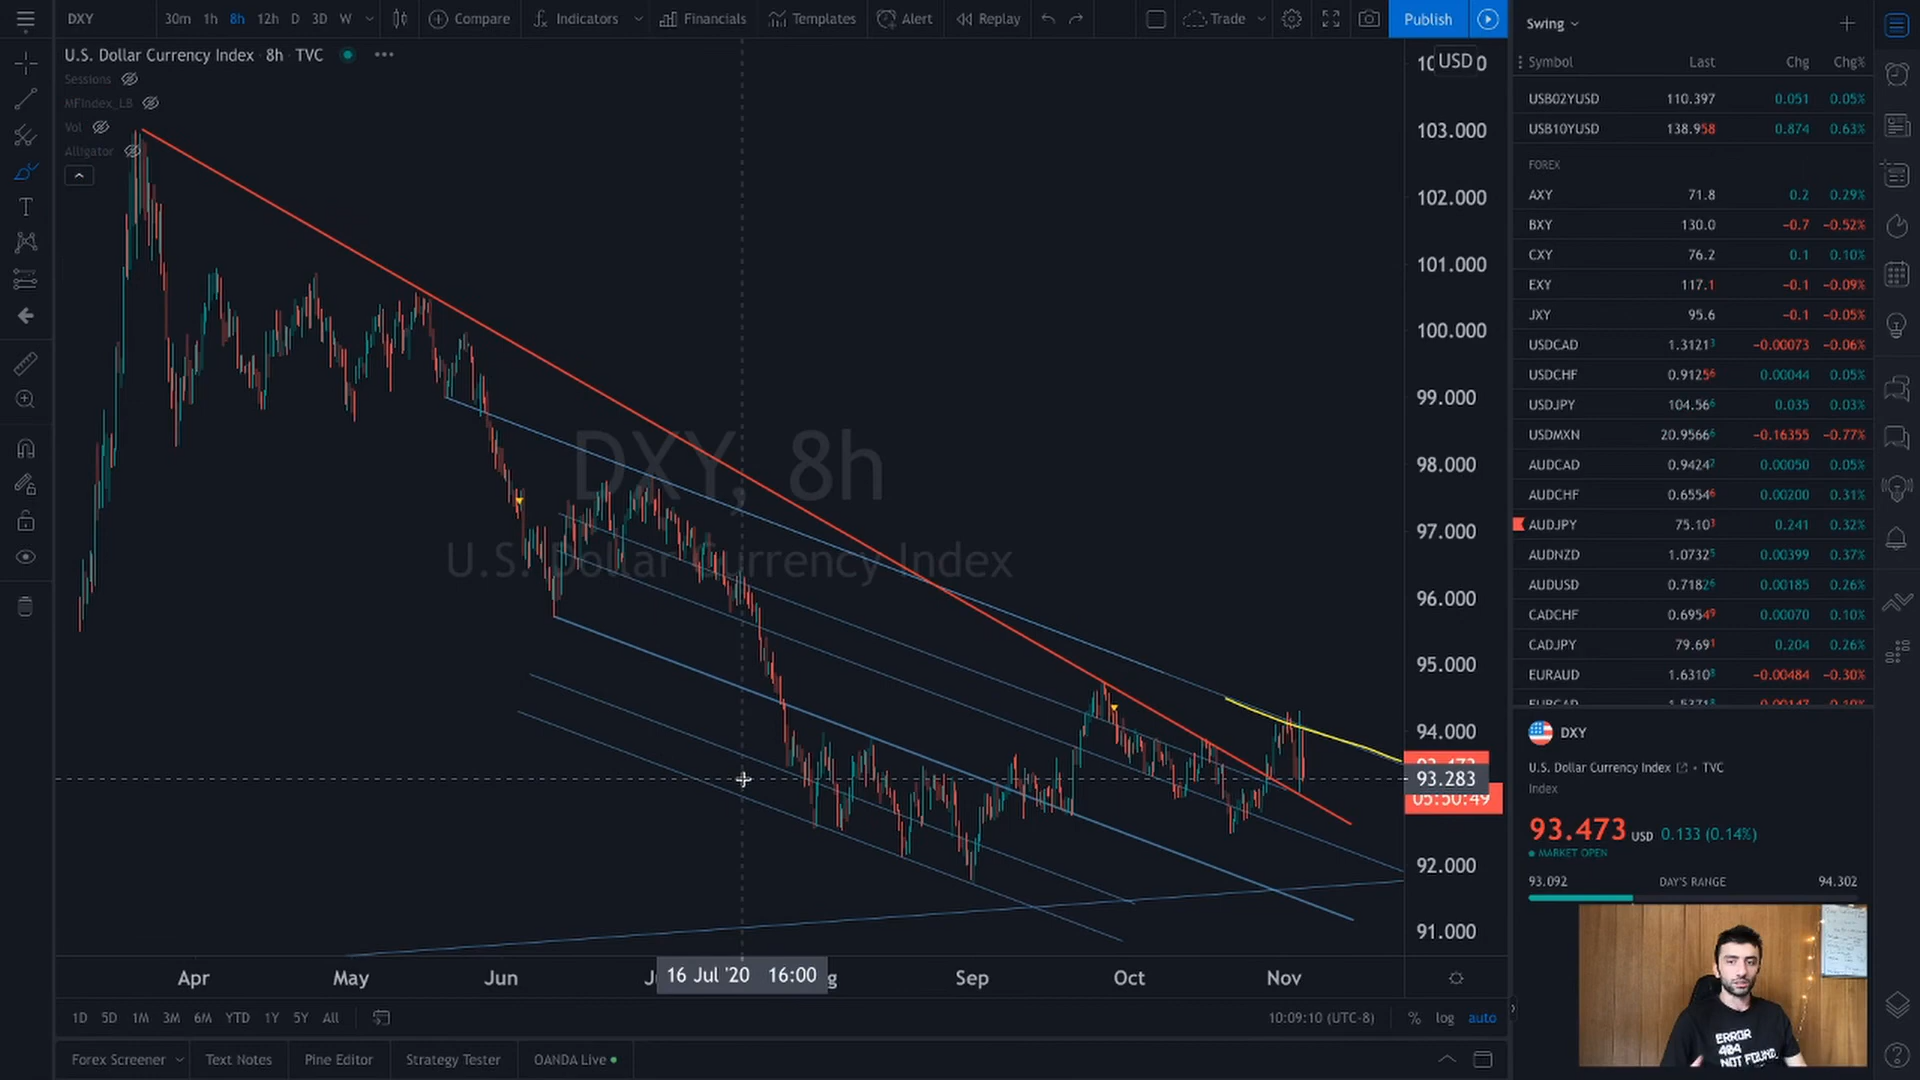 DXY 30m 1h 8h 12h D 3D W Compare Indicators Financials Templates Alert Replay Trade Publish
U.S. Dollar Currency Index · 8h · TVC
Sessions
MFIndex_LB
Vol
Alligator
DXY, 8h
U.S. Dollar Currency Index
USD
103.000
102.000
101.000
100.000
99.000
98.000
97.000
96.000
95.000
94.000
93.283
05:50:49
92.000
91.000
Apr May Jun 16 Jul '20 16:00 Sep Oct Nov
1D 5D 1M 3M 6M YTD 1Y 5Y All 10:09:10 (UTC-8) % log auto
Forex Screener Text Notes Pine Editor Strategy Tester OANDA Live
Swing
Symbol Last Chg Chg%
USB02YUSD 110.397 0.051 0.05%
USB10YUSD 138.958 0.874 0.63%
FOREX
AXY 71.8 0.2 0.29%
BXY 130.0 −0.7 −0.52%
CXY 76.2 0.1 0.10%
EXY 117.1 −0.1 −0.09%
JXY 95.6 −0.1 −0.05%
USDCAD 1.31213 −0.00073 −0.06%
USDCHF 0.91256 0.00044 0.05%
USDJPY 104.566 0.035 0.03%
USDMXN 20.95666 −0.16355 −0.77%
AUDCAD 0.94247 0.00050 0.05%
AUDCHF 0.65546 0.00200 0.31%
AUDJPY 75.103 0.241 0.32%
AUDNZD 1.07325 0.00399 0.37%
AUDUSD 0.71826 0.00185 0.26%
CADCHF 0.69549 0.00070 0.10%
CADJPY 79.691 0.204 0.26%
EURAUD 1.63108 −0.00484 −0.30%
DXY
U.S. Dollar Currency Index · TVC
Index
93.473 USD 0.133 (0.14%)
MARKET OPEN
93.092 DAY'S RANGE 94.302
ERROR
404
NOT FOUND